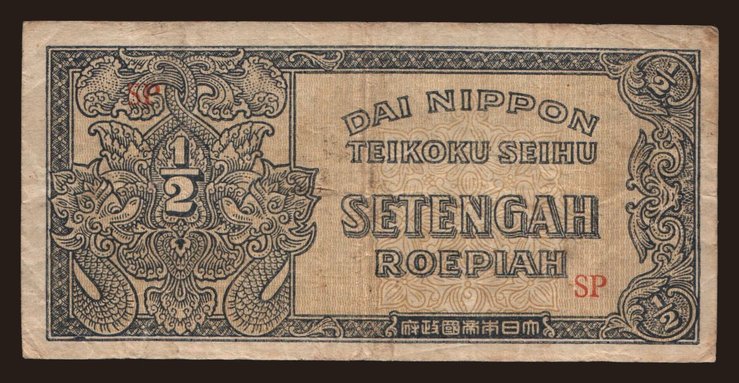 SP
1/2
DAI NIPPON
TEIKOKU SEIHU
SETENGAH
ROEPIAH
SP
1/2
1/2
府政國帝本日大